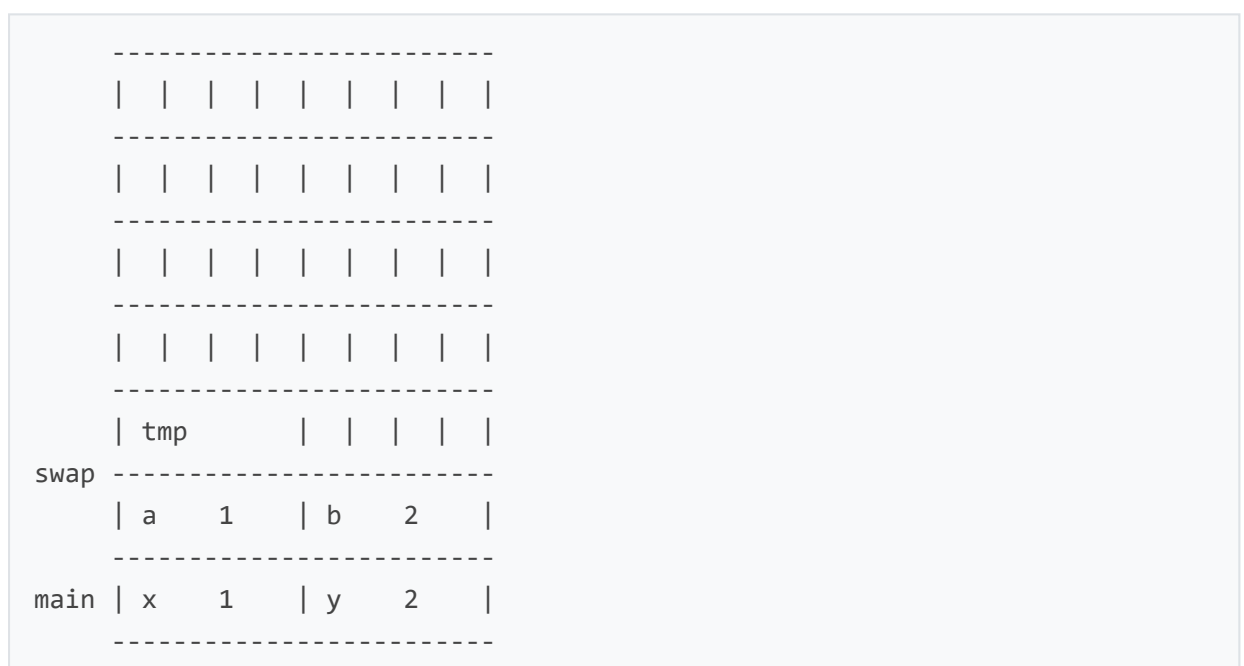 -------------------------
|  |  |  |  |  |  |  |  |
-------------------------
|  |  |  |  |  |  |  |  |
-------------------------
|  |  |  |  |  |  |  |  |
-------------------------
|  |  |  |  |  |  |  |  |
-------------------------
| tmp       |  |  |  |  |
swap -------------------------
| a    1    | b    2    |
-------------------------
main | x    1    | y    2    |
-------------------------